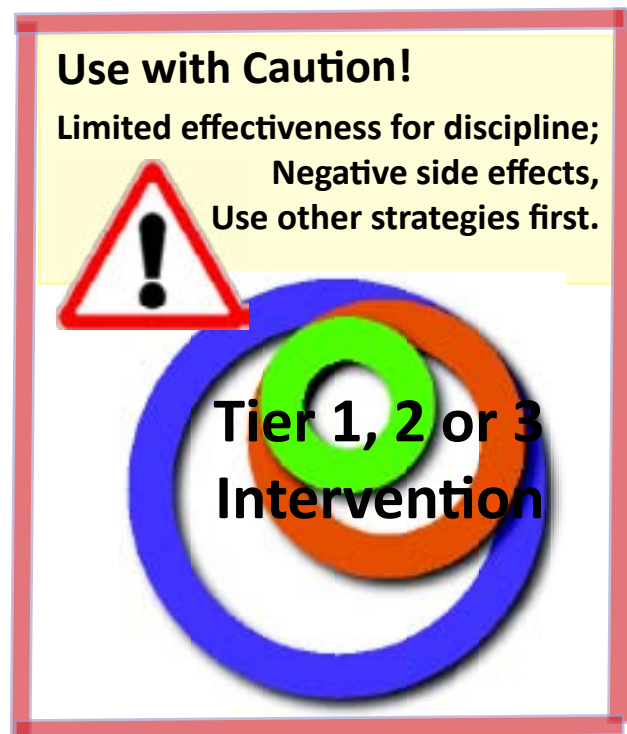 Use with Caution!
Limited effectiveness for discipline;
Negative side effects,
Use other strategies first.
Tier 1, 2 or 3
Intervention